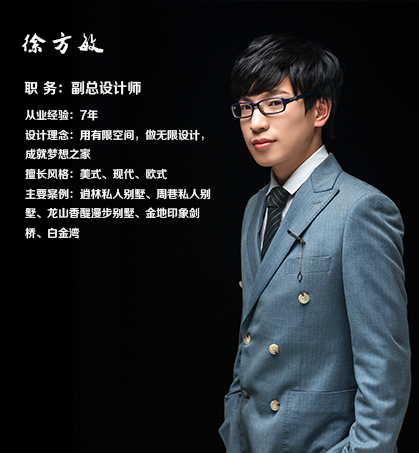 徐方敏
职 务：副总设计师
从业经验：7年
设计理念：用有限空间，做无限设计，
成就梦想之家
擅长风格：美式、现代、欧式
主要案例：逍林私人别墅、周巷私人别
墅、龙山香醍漫步别墅、金地印象剑
桥、白金湾